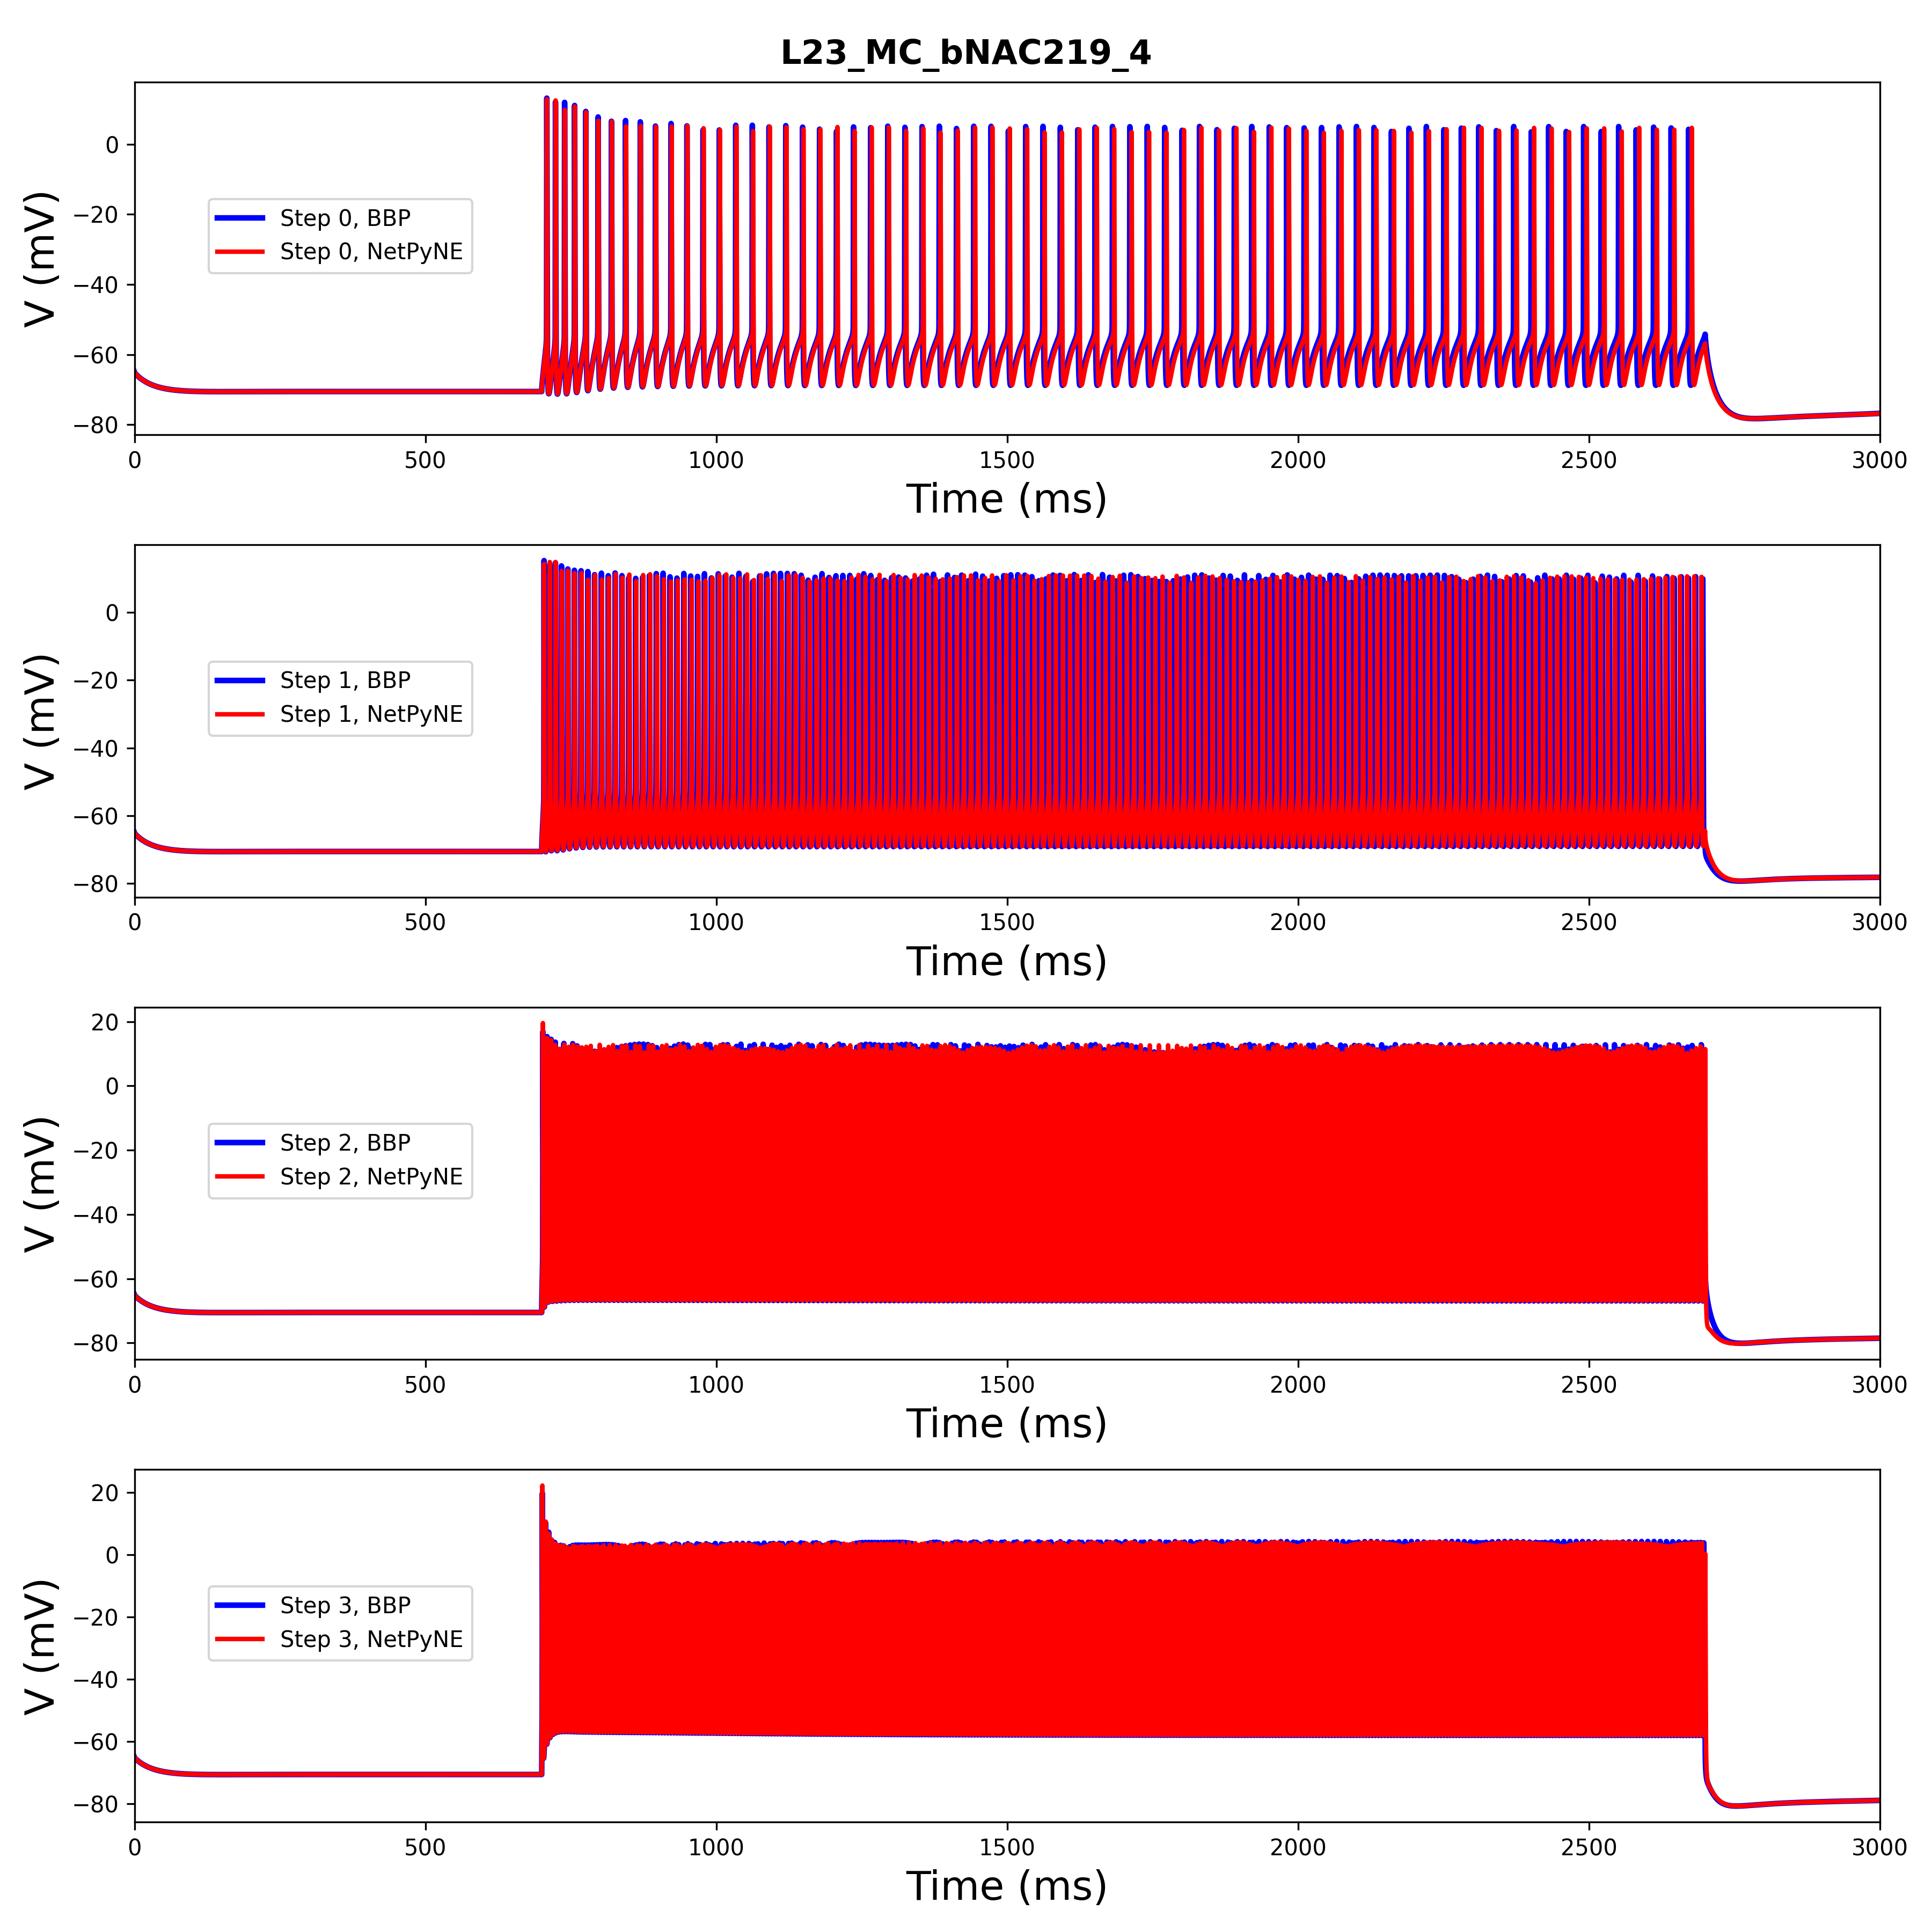 L23_MC_bNAC219_4
0
−20
−40
−60
−80
V (mV)
Step 0, BBP
Step 0, NetPyNE
0 500 1000 1500 2000 2500 3000
Time (ms)
0
−20
−40
−60
−80
V (mV)
Step 1, BBP
Step 1, NetPyNE
0 500 1000 1500 2000 2500 3000
Time (ms)
20
0
−20
−40
−60
−80
V (mV)
Step 2, BBP
Step 2, NetPyNE
0 500 1000 1500 2000 2500 3000
Time (ms)
20
0
−20
−40
−60
−80
V (mV)
Step 3, BBP
Step 3, NetPyNE
0 500 1000 1500 2000 2500 3000
Time (ms)